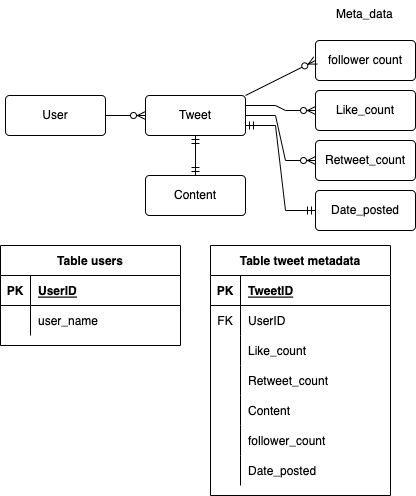 Meta_data
follower count
User
Tweet
Like_count
Retweet_count
Content
Date_posted
Table users
PK UserID
user_name
Table tweet metadata
PK TweetID
FK UserID
Like_count
Retweet_count
Content
follower_count
Date_posted